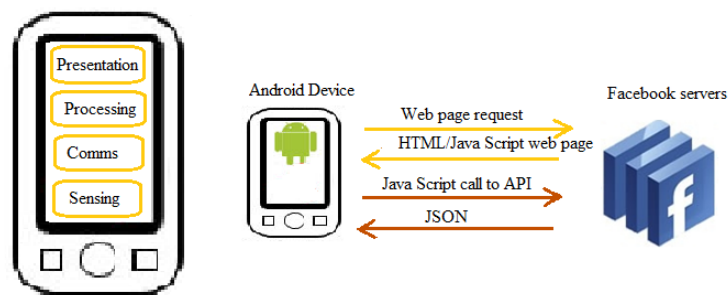 Presentation
Processing
Comms
Sensing
Android Device
Facebook servers
Web page request
HTML/Java Script web page
Java Script call to API
JSON
f